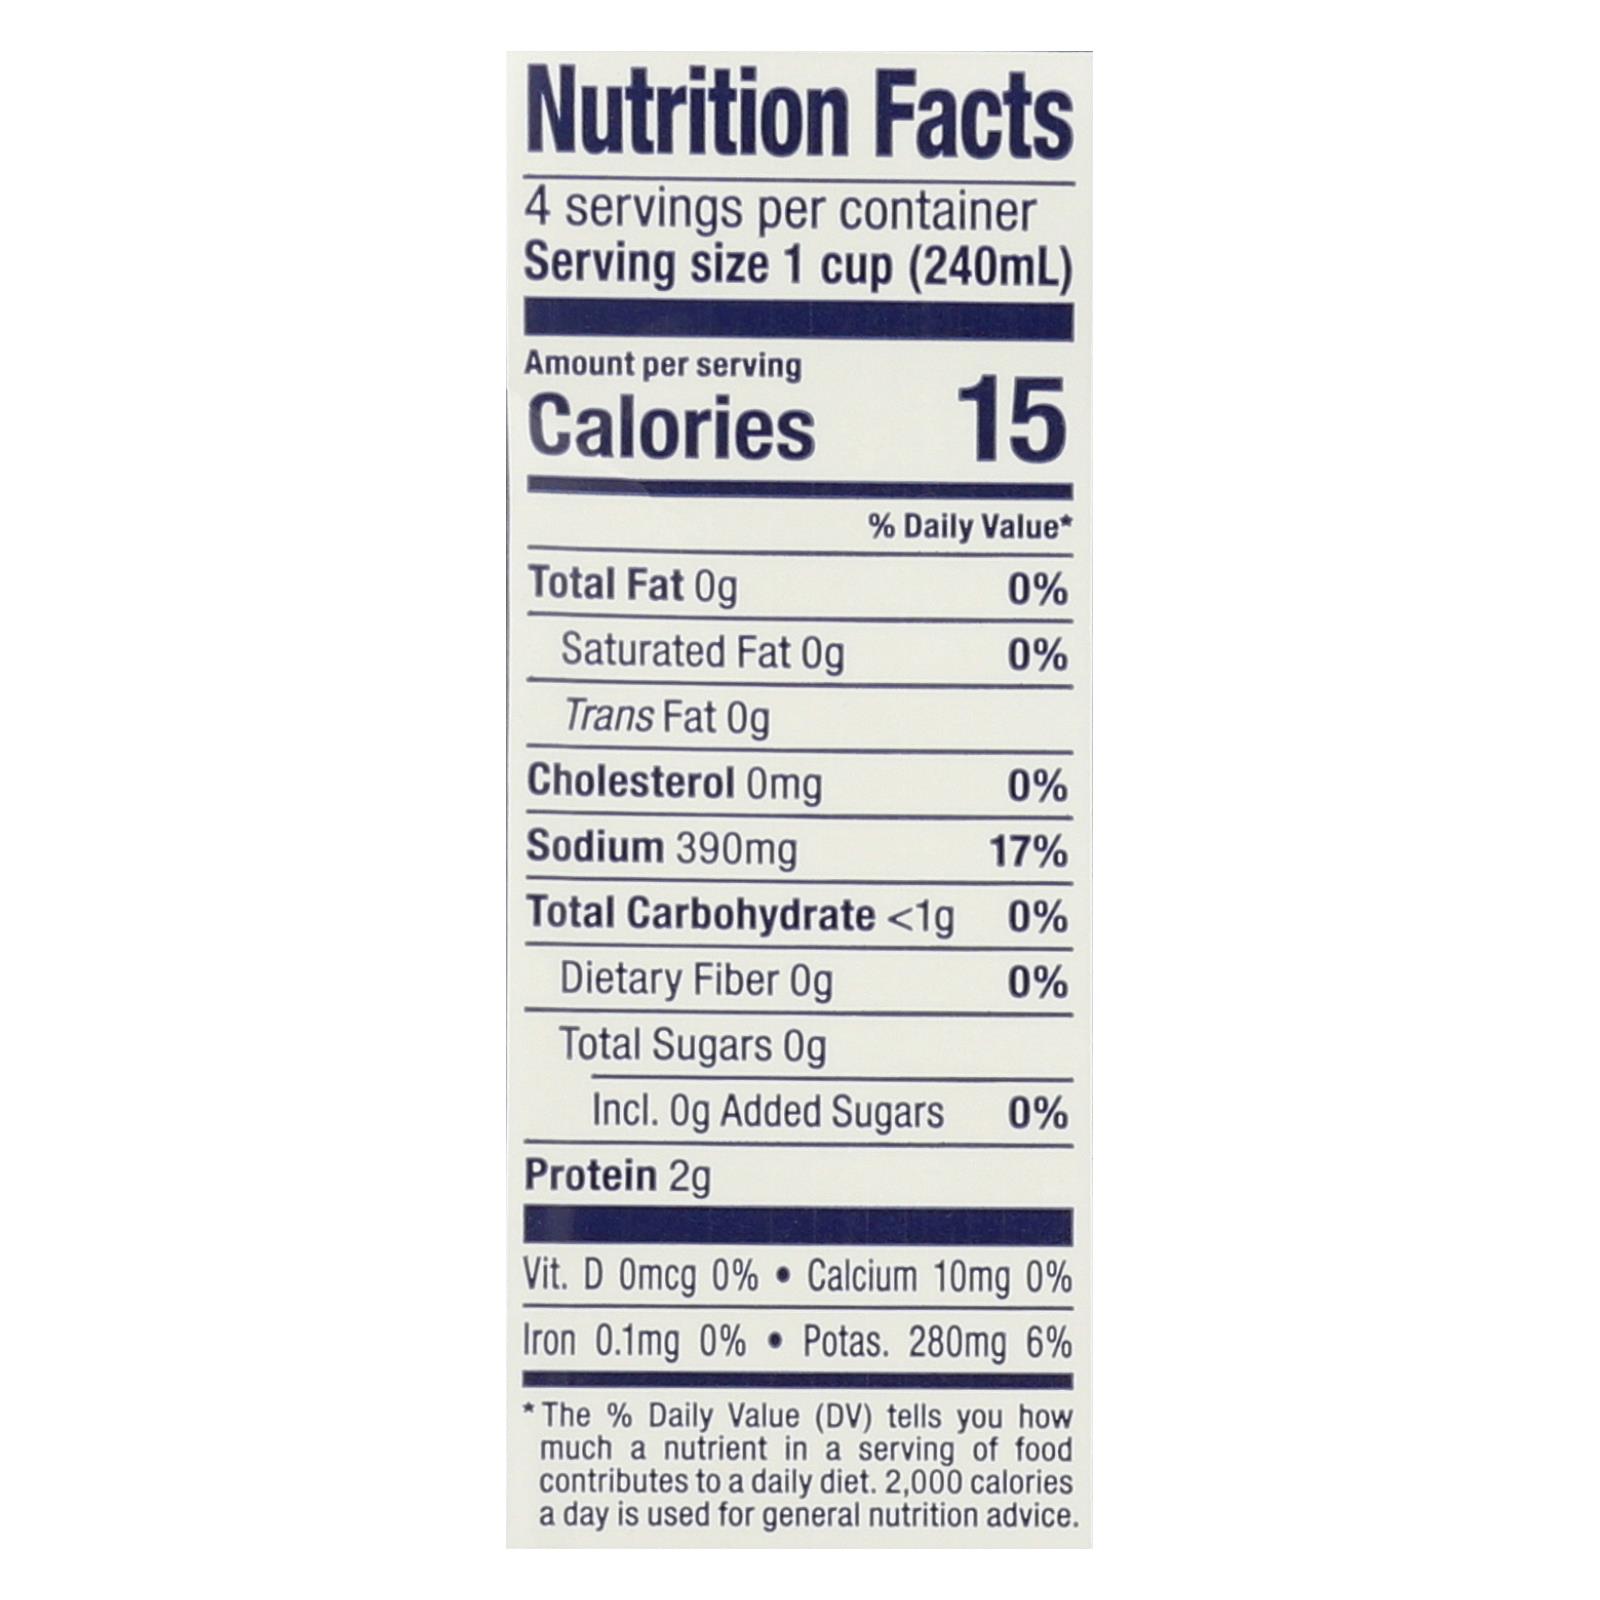 Nutrition Facts
4 servings per container
Serving size 1 cup (240mL)
Amount per serving
Calories 15
% Daily Value*
Total Fat 0g 0%
Saturated Fat 0g 0%
Trans Fat 0g
Cholesterol 0mg 0%
Sodium 390mg 17%
Total Carbohydrate <1g 0%
Dietary Fiber 0g 0%
Total Sugars 0g
Incl. 0g Added Sugars 0%
Protein 2g
Vit. D 0mcg 0% • Calcium 10mg 0%
Iron 0.1mg 0% • Potas. 280mg 6%
* The % Daily Value (DV) tells you how
much a nutrient in a serving of food
contributes to a daily diet. 2,000 calories
a day is used for general nutrition advice.